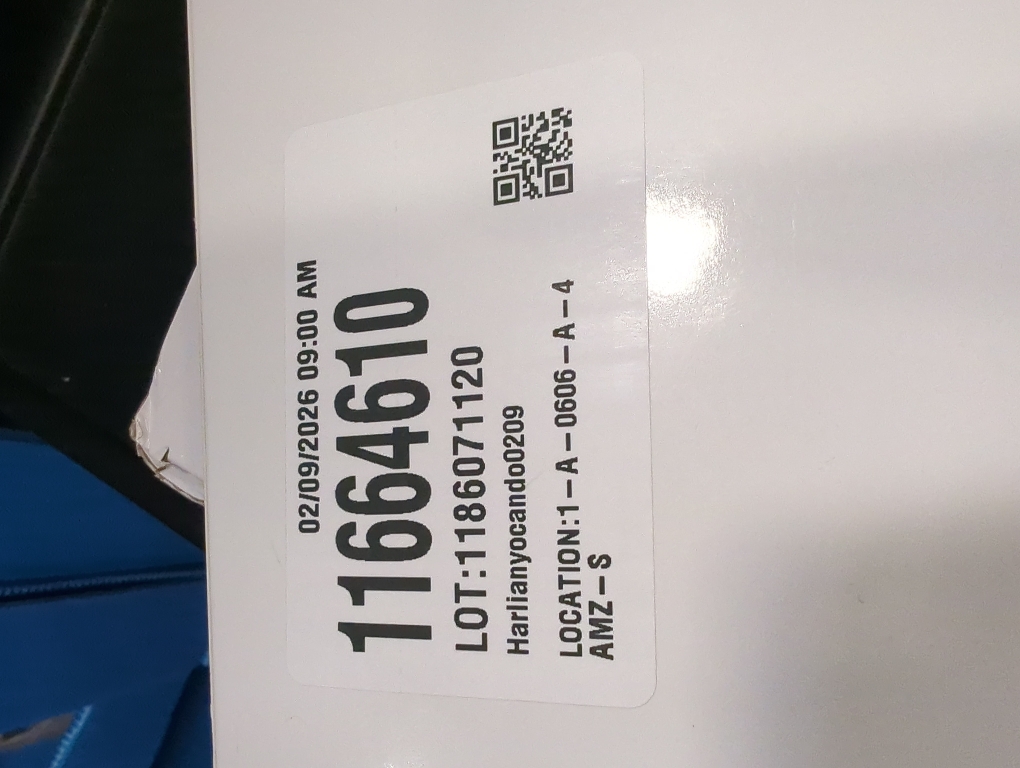 02/09/2026 09:00 AM
11664610
LOT:1186071120
Harlianyocando0209
LOCATION:1-A-0606-A-4
AMZ-S